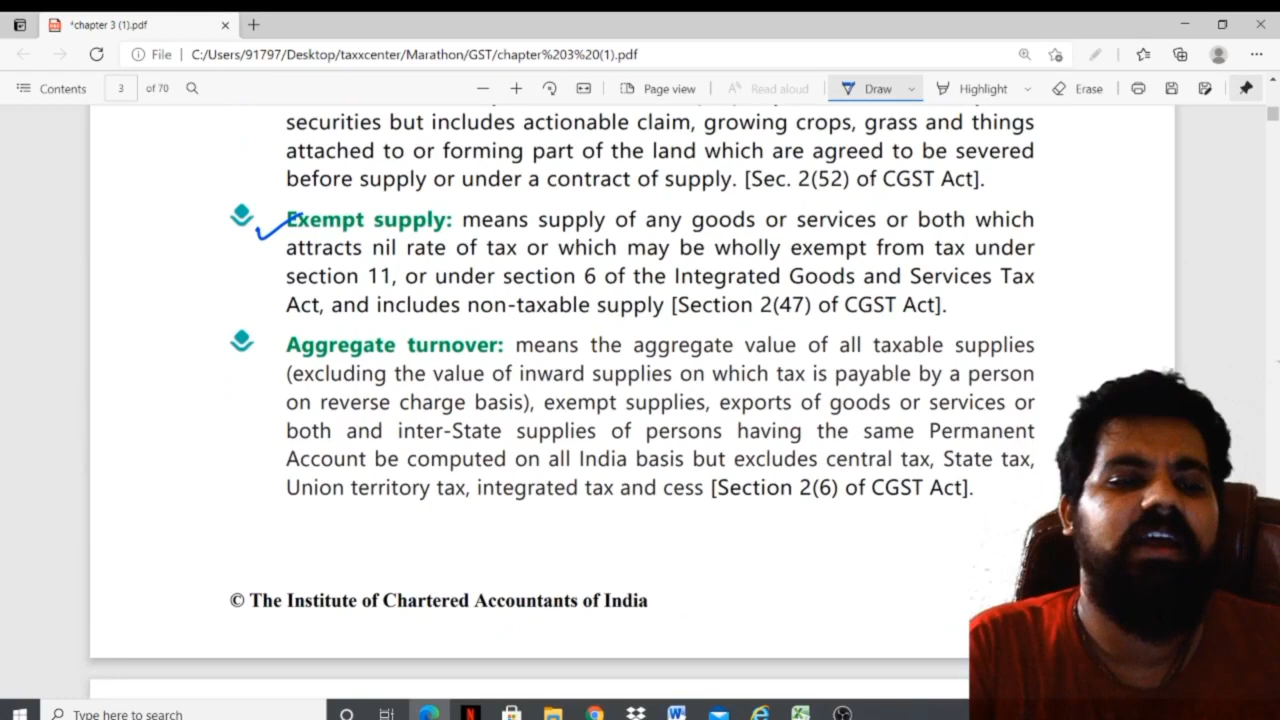 *chapter 3 (1).pdf
File C:/Users/91797/Desktop/taxxcenter/Marathon/GST/chapter%203%20(1).pdf
Contents 3 of 70 Page view Read aloud Draw Highlight Erase
securities but includes actionable claim, growing crops, grass and things
attached to or forming part of the land which are agreed to be severed
before supply or under a contract of supply. [Sec. 2(52) of CGST Act].
Exempt supply: means supply of any goods or services or both which
attracts nil rate of tax or which may be wholly exempt from tax under
section 11, or under section 6 of the Integrated Goods and Services Tax
Act, and includes non-taxable supply [Section 2(47) of CGST Act].
Aggregate turnover: means the aggregate value of all taxable supplies
(excluding the value of inward supplies on which tax is payable by a person
on reverse charge basis), exempt supplies, exports of goods or services or
both and inter-State supplies of persons having the same Permanent
Account be computed on all India basis but excludes central tax, State tax,
Union territory tax, integrated tax and cess [Section 2(6) of CGST Act].
© The Institute of Chartered Accountants of India
Type here to search